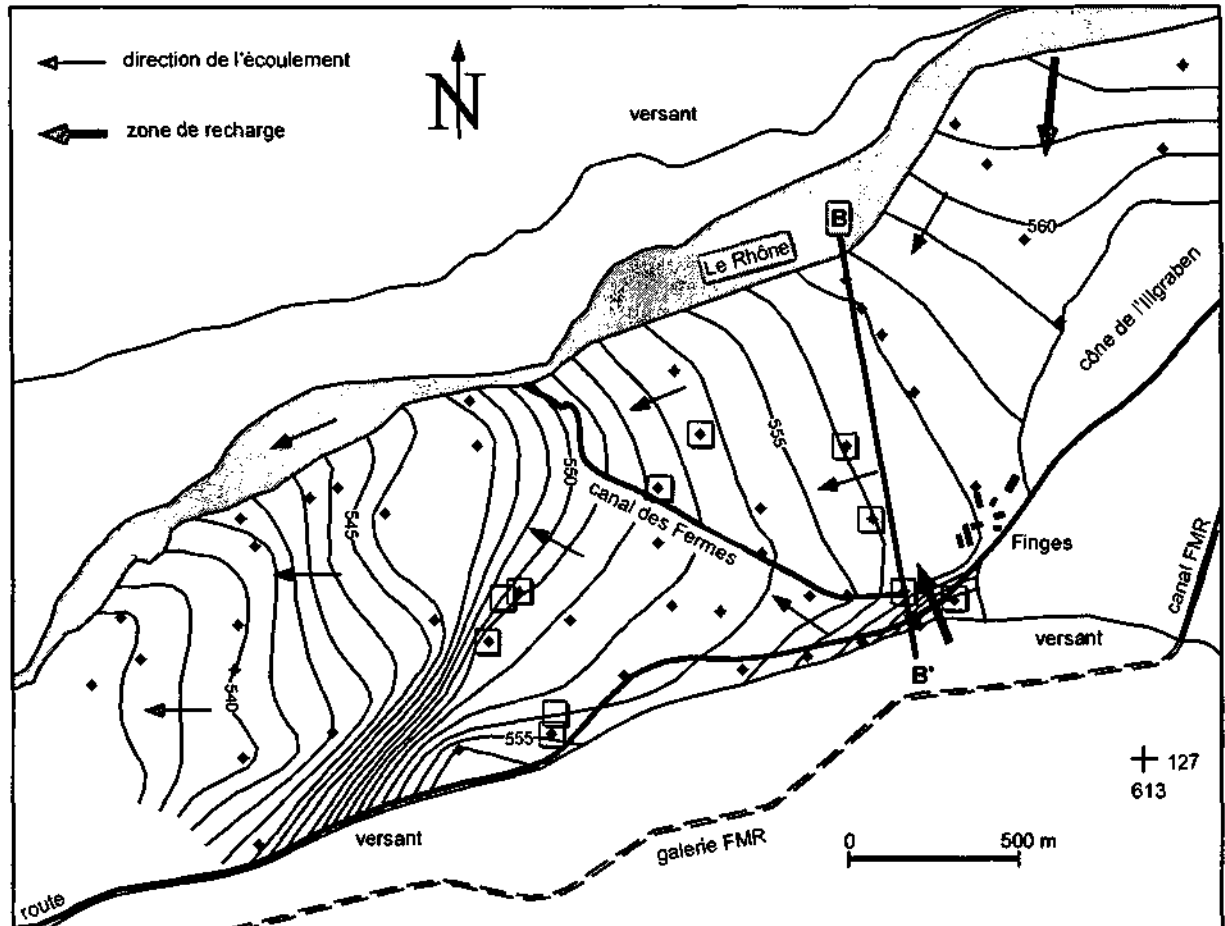 direction de l'écoulement
zone de recharge
N
versant
B
Le Rhône
560
cône de l'Illgraben
555
550
canal des Fermes
545
Finges
canal FMR
versant
B'
540
555
127
613
versant
galerie FMR
0 500 m
route